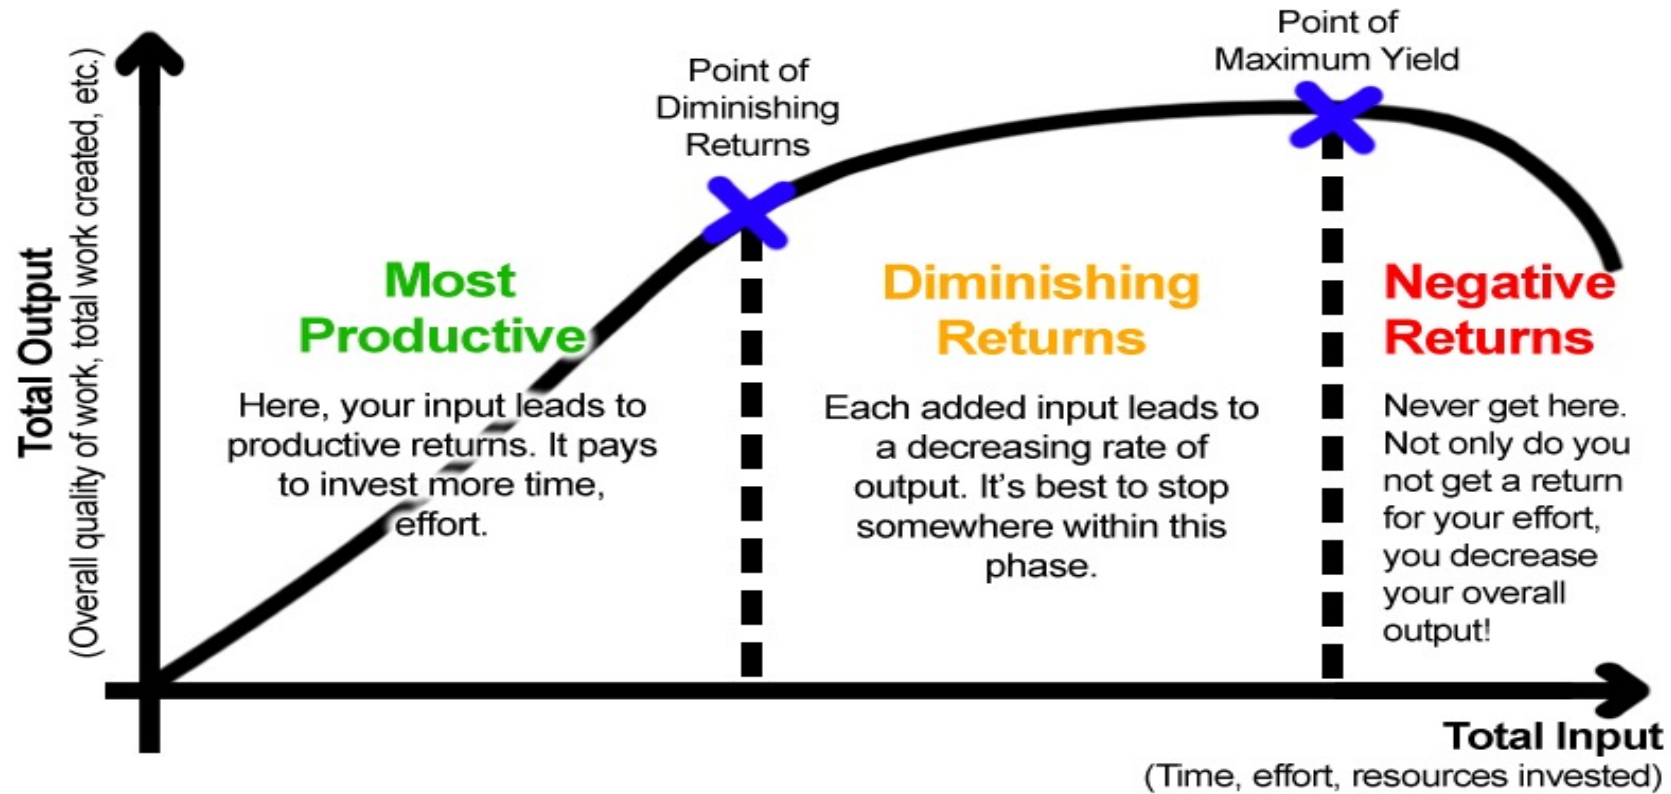 Point of
Maximum Yield
Point of
Diminishing
Returns
Total Output
(Overall quality of work, total work created, etc.)
Most
Productive
Here, your input leads to
productive returns. It pays
to invest more time,
effort.
Diminishing
Returns
Each added input leads to
a decreasing rate of
output. It's best to stop
somewhere within this
phase.
Negative
Returns
Never get here.
Not only do you
not get a return
for your effort,
you decrease
your overall
output!
Total Input
(Time, effort, resources invested)